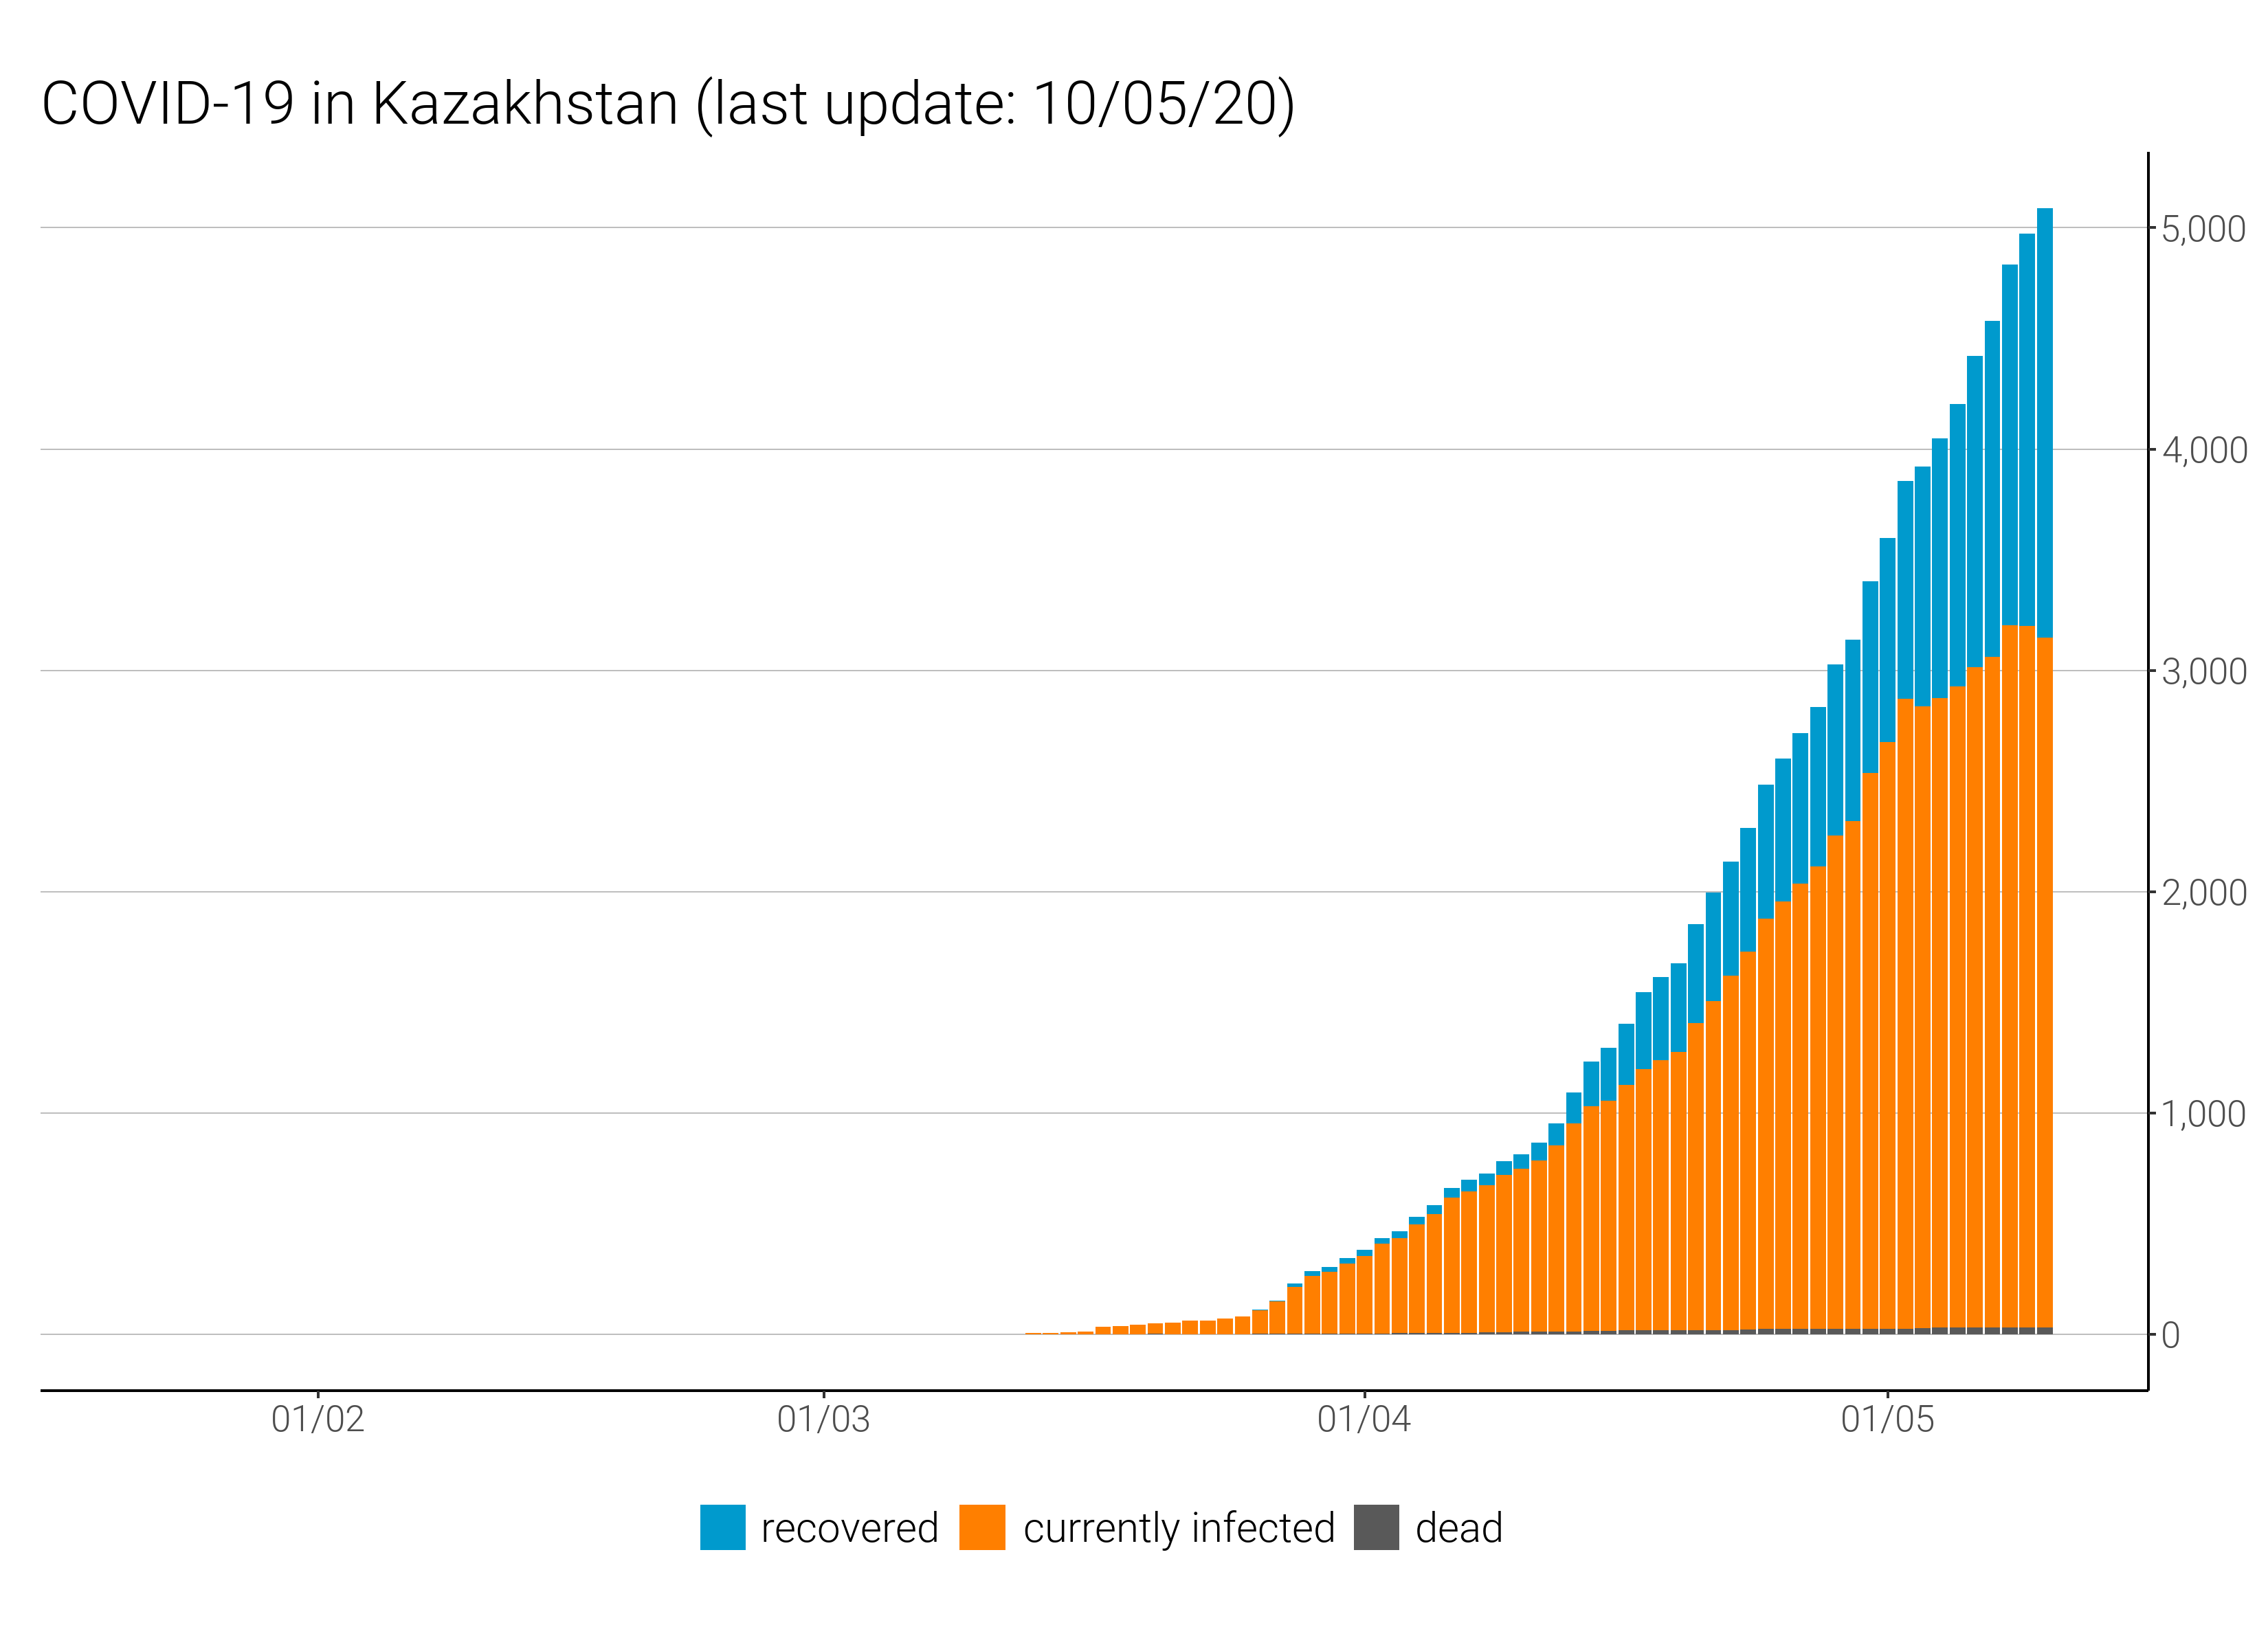 COVID-19 in Kazakhstan (last update: 10/05/20)
5,000
4,000
3,000
2,000
1,000
0
01/02 01/03 01/04 01/05
recovered currently infected dead